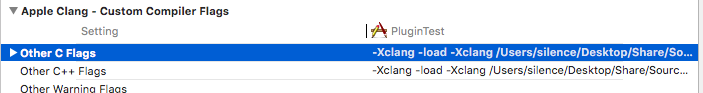 Apple Clang - Custom Compiler Flags
Setting PluginTest
Other C Flags -Xclang -load -Xclang /Users/silence/Desktop/Share/So...
Other C++ Flags -Xclang -load -Xclang /Users/silence/Desktop/Share/Sourc...
Other Warning Flags